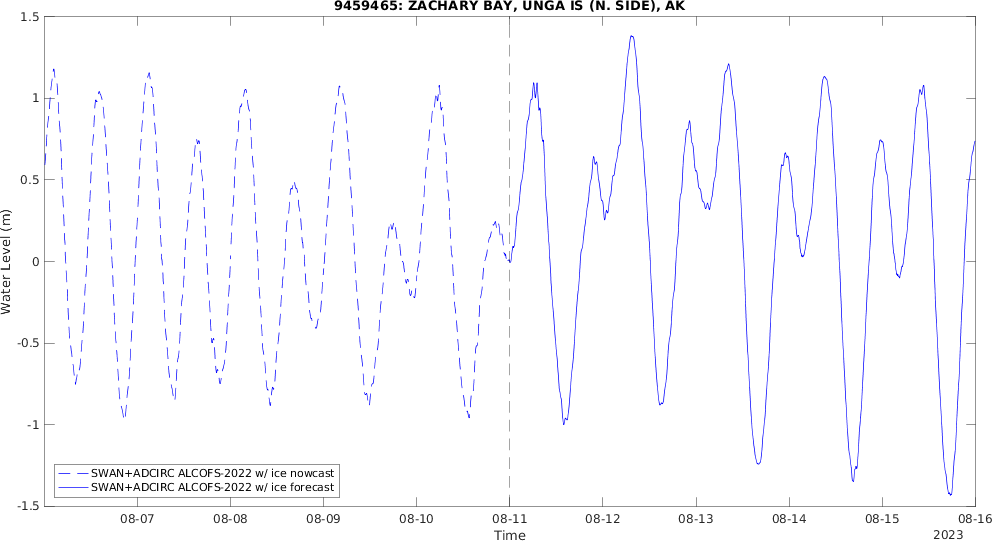 9459465: ZACHARY BAY, UNGA IS (N. SIDE), AK
1.5
1
0.5
0
-0.5
-1
-1.5
Water Level (m)
SWAN+ADCIRC ALCOFS-2022 w/ ice nowcast
SWAN+ADCIRC ALCOFS-2022 w/ ice forecast
08-07 08-08 08-09 08-10 08-11 08-12 08-13 08-14 08-15 08-16
Time
2023